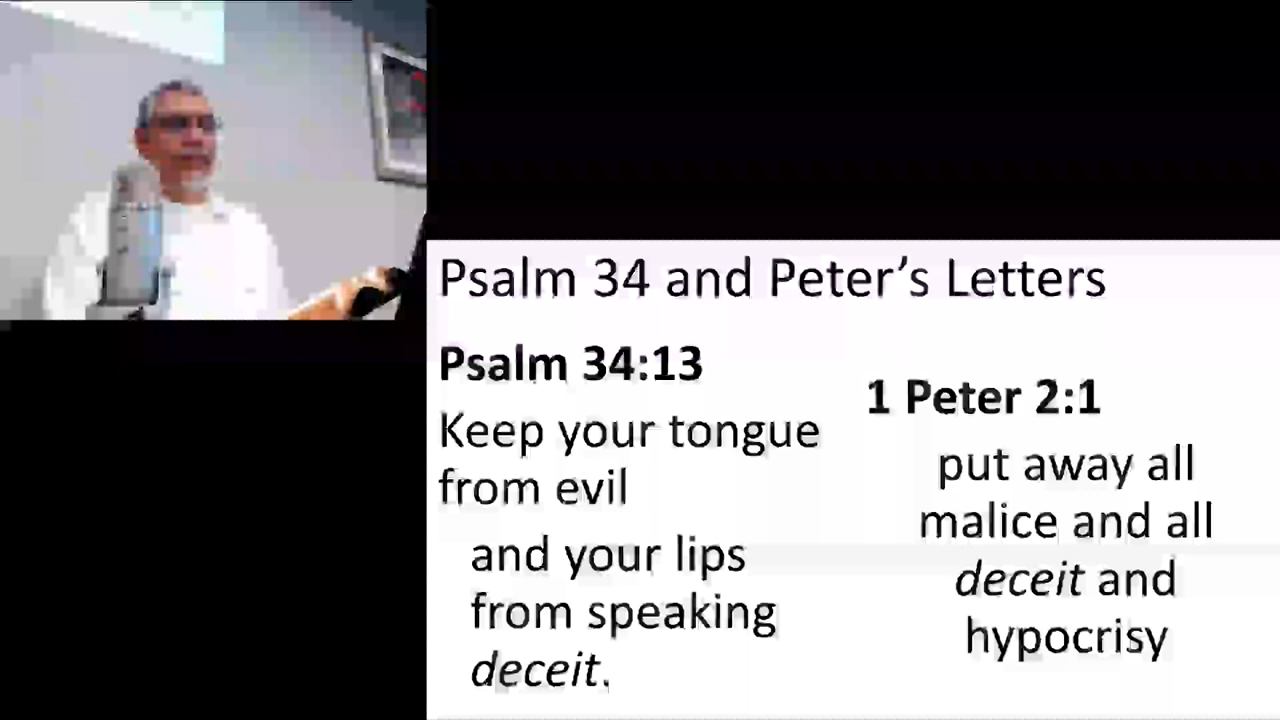 Psalm 34 and Peter’s Letters
Psalm 34:13
Keep your tongue
from evil
and your lips
from speaking
deceit.
1 Peter 2:1
put away all
malice and all
deceit and
hypocrisy